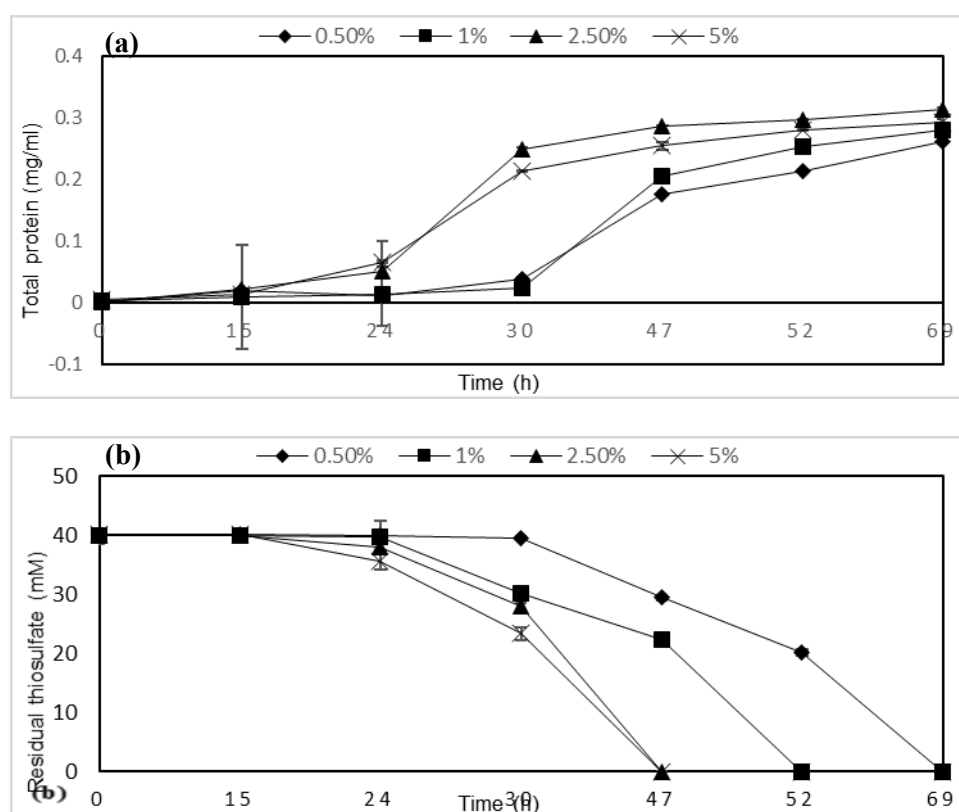 (a)
0.50% 1% 2.50% 5%
0.4
0.3
0.2
0.1
0
-0.1
Total protein (mg/ml)
0 15 24 30 47 52 69
Time (h)
(b)
0.50% 1% 2.50% 5%
50
40
30
20
10
0
Residual thiosulfate (mM)
(b)
0 15 24 30 47 52 69
Time (h)